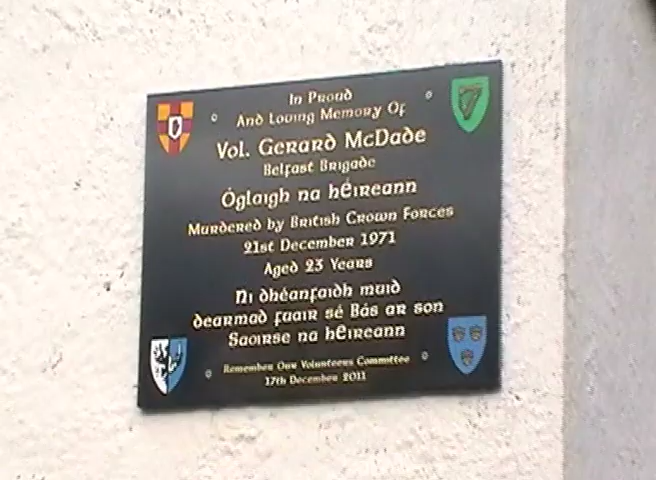 In Proud
And Loving Memory Of
Vol. Gerard McDade
Belfast Brigade
Óglaigh na hÉireann
Murdered by British Crown Forces
21st December 1971
Aged 23 Years
Ni dhéanfaidh muid
dearmad fuair sé Bás ar son
Saoirse na hEireann
Remember Our Volunteers Committee
17th December 2011